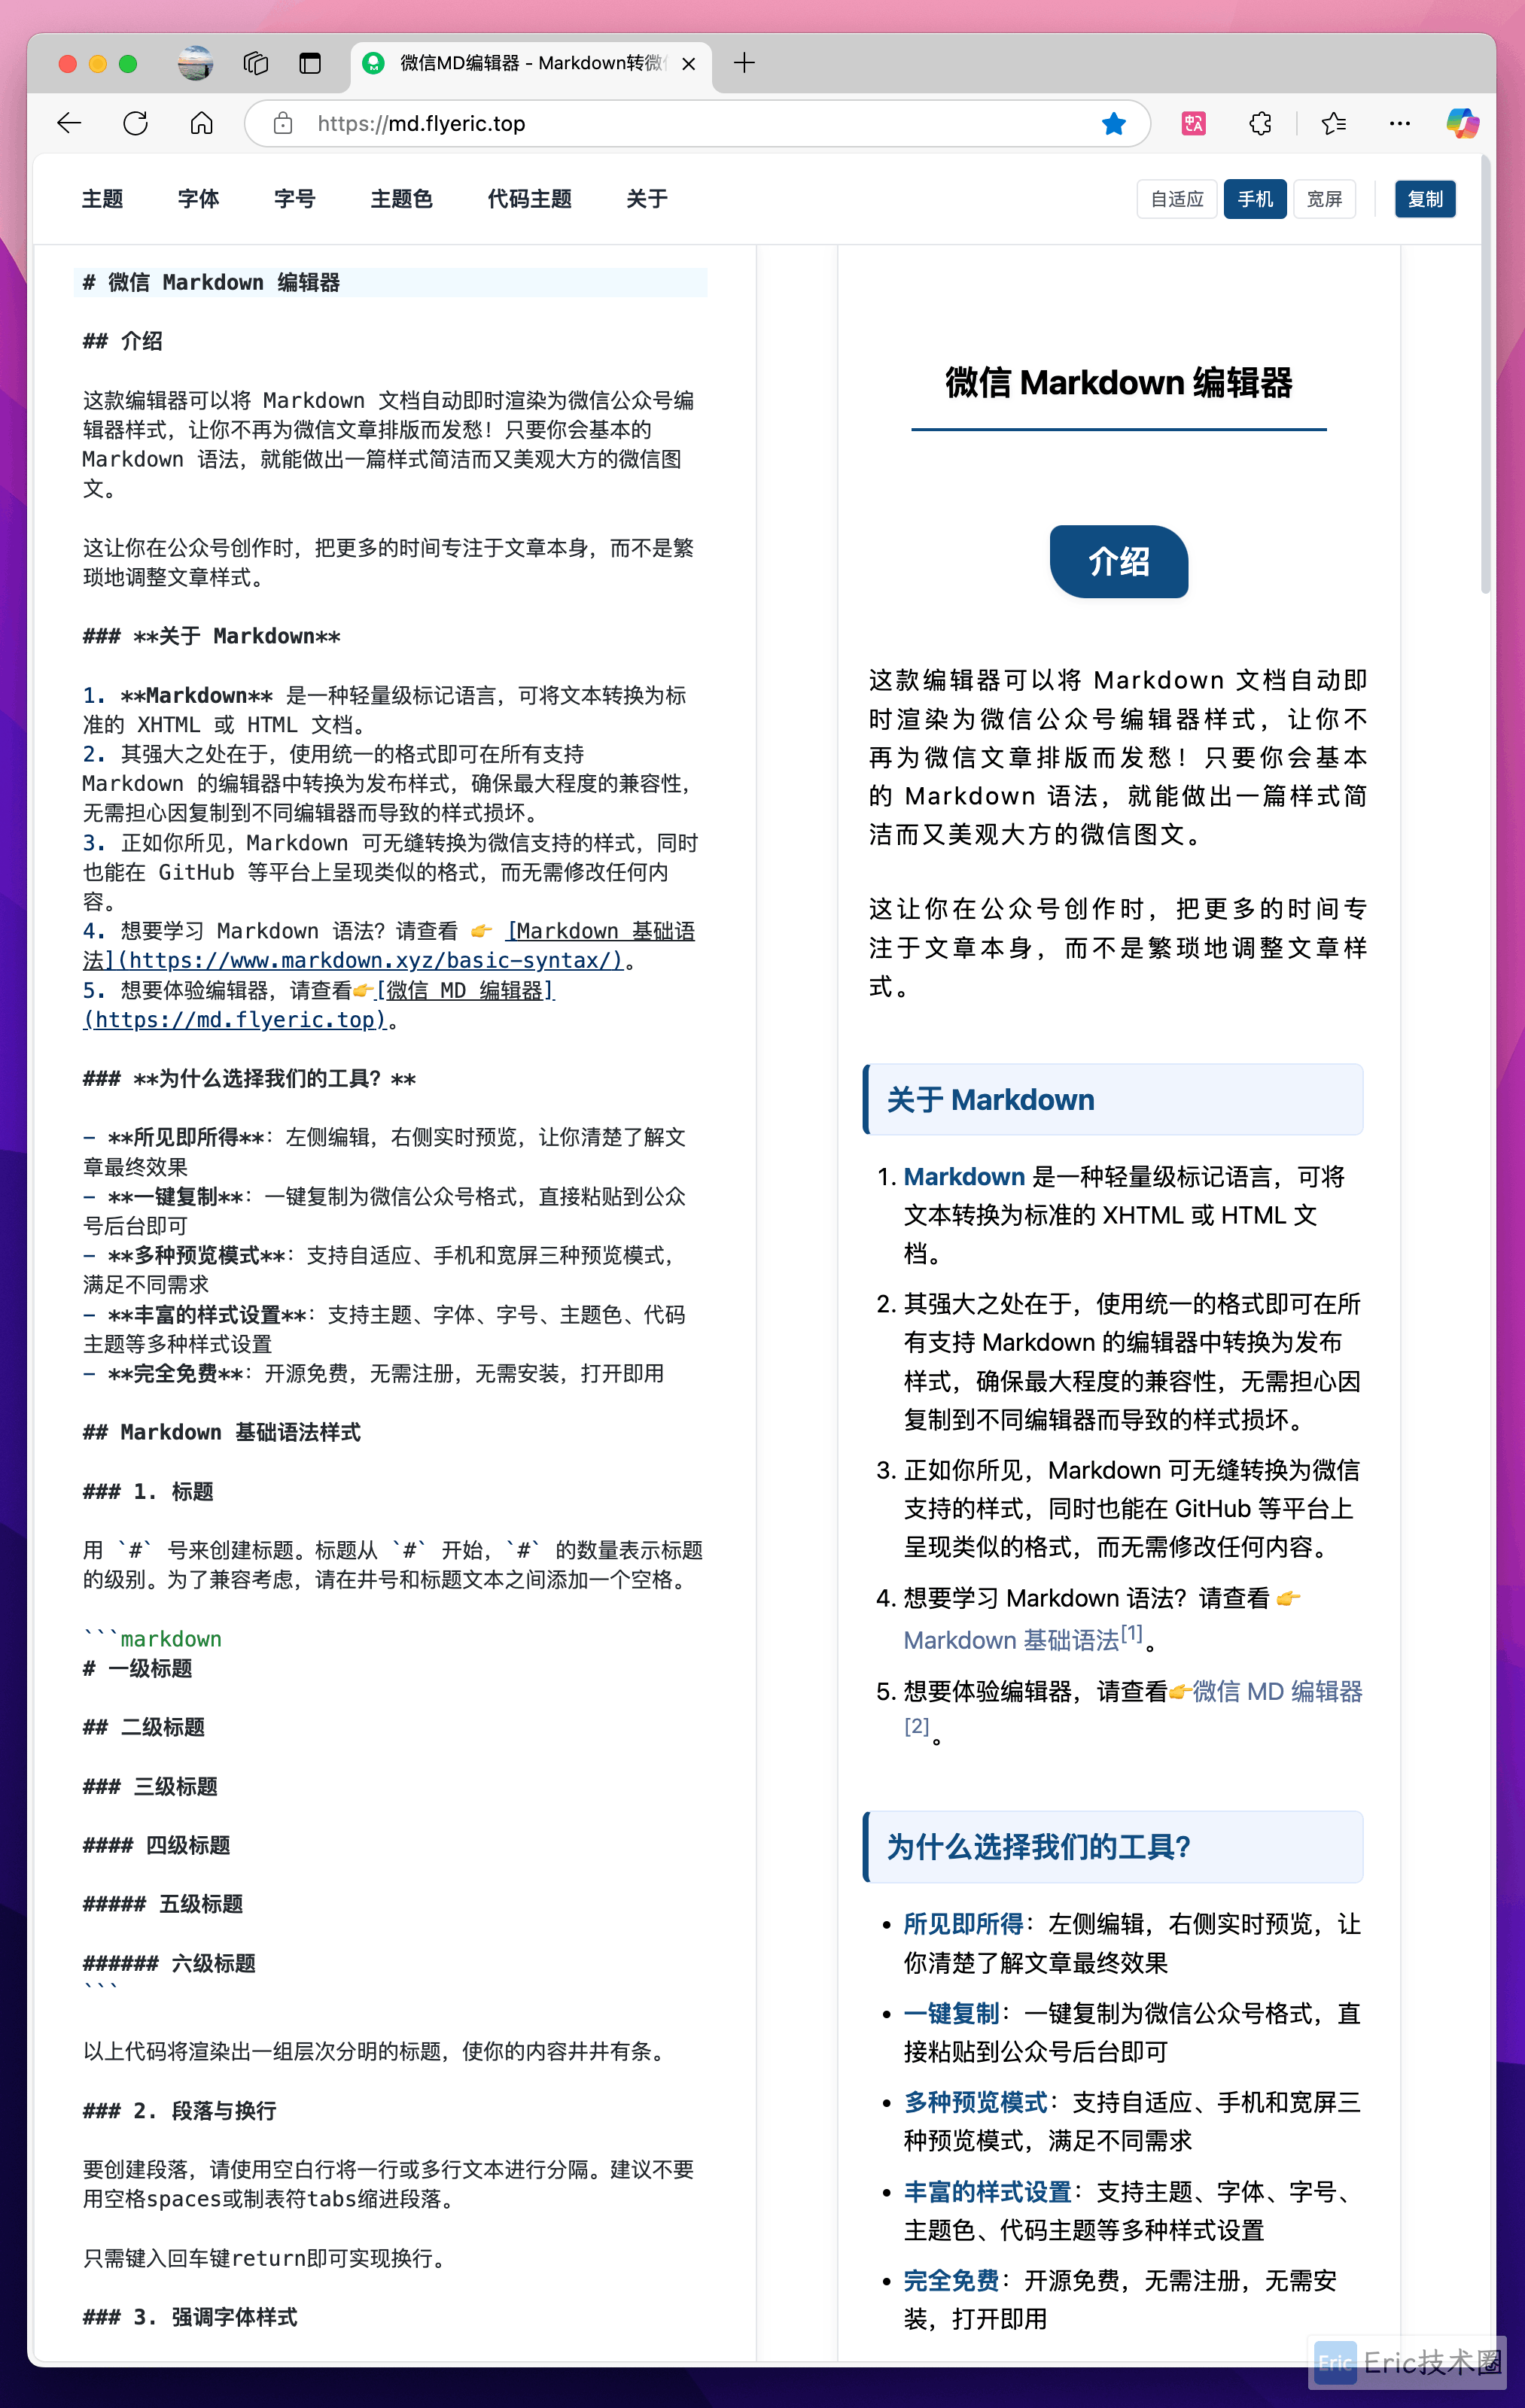 微信MD编辑器 - Markdown转微信
https://md.flyeric.top
主题 字体 字号 主题色 代码主题 关于 自适应 手机 宽屏 复制
# 微信 Markdown 编辑器
## 介绍
这款编辑器可以将 Markdown 文档自动即时渲染为微信公众号编
辑器样式，让你不再为微信文章排版而发愁！只要你会基本的
Markdown 语法，就能做出一篇样式简洁而又美观大方的微信图
文。
这让你在公众号创作时，把更多的时间专注于文章本身，而不是繁
琐地调整文章样式。
### **关于 Markdown**
1. **Markdown** 是一种轻量级标记语言，可将文本转换为标
准的 XHTML 或 HTML 文档。
2. 其强大之处在于，使用统一的格式即可在所有支持
Markdown 的编辑器中转换为发布样式，确保最大程度的兼容性，
无需担心因复制到不同编辑器而导致的样式损坏。
3. 正如你所见，Markdown 可无缝转换为微信支持的样式，同时
也能在 GitHub 等平台上呈现类似的格式，而无需修改任何内
容。
4. 想要学习 Markdown 语法？请查看 👉 [Markdown 基础语
法](https://www.markdown.xyz/basic-syntax/)。
5. 想要体验编辑器，请查看👉[微信 MD 编辑器]
(https://md.flyeric.top)。
### **为什么选择我们的工具？**
- **所见即所得**：左侧编辑，右侧实时预览，让你清楚了解文
章最终效果
- **一键复制**：一键复制为微信公众号格式，直接粘贴到公众
号后台即可
- **多种预览模式**：支持自适应、手机和宽屏三种预览模式，
满足不同需求
- **丰富的样式设置**：支持主题、字体、字号、主题色、代码
主题等多种样式设置
- **完全免费**：开源免费，无需注册，无需安装，打开即用
## Markdown 基础语法样式
### 1. 标题
用 `#` 号来创建标题。标题从 `#` 开始，`#` 的数量表示标题
的级别。为了兼容考虑，请在井号和标题文本之间添加一个空格。
```markdown
# 一级标题
## 二级标题
### 三级标题
#### 四级标题
##### 五级标题
###### 六级标题
```
以上代码将渲染出一组层次分明的标题，使你的内容井井有条。
### 2. 段落与换行
要创建段落，请使用空白行将一行或多行文本进行分隔。建议不要
用空格spaces或制表符tabs缩进段落。
只需键入回车键return即可实现换行。
### 3. 强调字体样式
微信 Markdown 编辑器
介绍
这款编辑器可以将 Markdown 文档自动即
时渲染为微信公众号编辑器样式，让你不
再为微信文章排版而发愁！只要你会基本
的 Markdown 语法，就能做出一篇样式简
洁而又美观大方的微信图文。
这让你在公众号创作时，把更多的时间专
注于文章本身，而不是繁琐地调整文章样
式。
关于 Markdown
1. Markdown 是一种轻量级标记语言，可将
文本转换为标准的 XHTML 或 HTML 文
档。
2. 其强大之处在于，使用统一的格式即可在所
有支持 Markdown 的编辑器中转换为发布
样式，确保最大程度的兼容性，无需担心因
复制到不同编辑器而导致的样式损坏。
3. 正如你所见，Markdown 可无缝转换为微信
支持的样式，同时也能在 GitHub 等平台上
呈现类似的格式，而无需修改任何内容。
4. 想要学习 Markdown 语法？请查看 👉
Markdown 基础语法[1]。
5. 想要体验编辑器，请查看👉微信 MD 编辑器
[2]。
为什么选择我们的工具?
• 所见即所得：左侧编辑，右侧实时预览，让
你清楚了解文章最终效果
• 一键复制：一键复制为微信公众号格式，直
接粘贴到公众号后台即可
• 多种预览模式：支持自适应、手机和宽屏三
种预览模式，满足不同需求
• 丰富的样式设置：支持主题、字体、字号、
主题色、代码主题等多种样式设置
• 完全免费：开源免费，无需注册，无需安
装，打开即用
Eric Eric技术圈